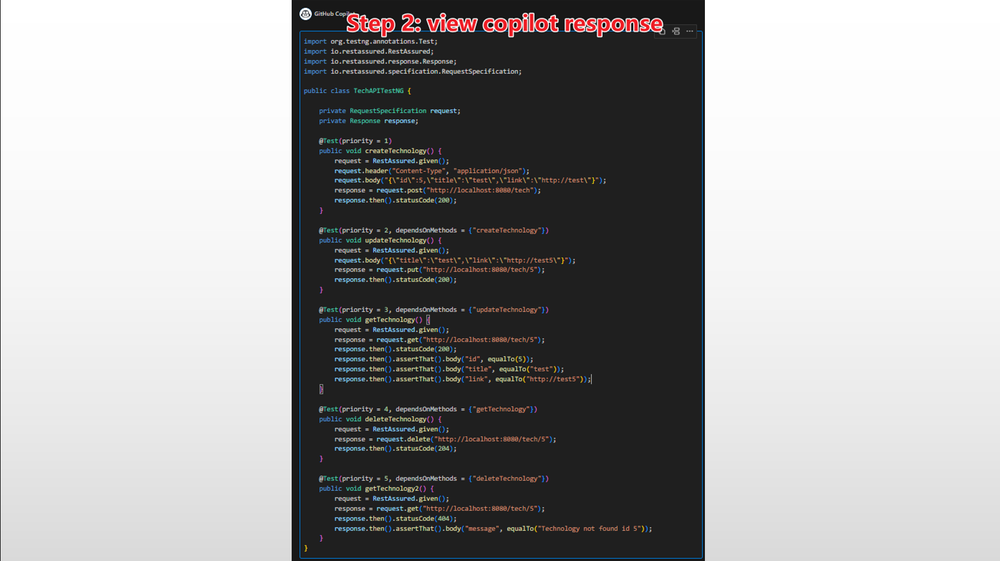 GitHub Copilot
Step 2: view copilot response
import org.testng.annotations.Test;
import io.restassured.RestAssured;
import io.restassured.response.Response;
import io.restassured.specification.RequestSpecification;
public class TechAPITestNG {
private RequestSpecification request;
private Response response;
@Test(priority = 1)
public void createTechnology() {
request = RestAssured.given();
request.header("Content-Type", "application/json");
request.body("{\"id\":5,\"title\":\"test\",\"link\":\"http://test\"}");
response = request.post("http://localhost:8080/tech");
response.then().statusCode(200);
}
@Test(priority = 2, dependsOnMethods = {"createTechnology"})
public void updateTechnology() {
request = RestAssured.given();
request.body("{\"title\":\"test\",\"link\":\"http://test5\"}");
response = request.put("http://localhost:8080/tech/5");
response.then().statusCode(200);
}
@Test(priority = 3, dependsOnMethods = {"updateTechnology"})
public void getTechnology() {
request = RestAssured.given();
response = request.get("http://localhost:8080/tech/5");
response.then().statusCode(200);
response.then().assertThat().body("id", equalTo(5));
response.then().assertThat().body("title", equalTo("test"));
response.then().assertThat().body("link", equalTo("http://test5"));
}
@Test(priority = 4, dependsOnMethods = {"getTechnology"})
public void deleteTechnology() {
request = RestAssured.given();
response = request.delete("http://localhost:8080/tech/5");
response.then().statusCode(204);
}
@Test(priority = 5, dependsOnMethods = {"deleteTechnology"})
public void getTechnology2() {
request = RestAssured.given();
response = request.get("http://localhost:8080/tech/5");
response.then().statusCode(404);
response.then().assertThat().body("message", equalTo("Technology not found id 5"));
}
}